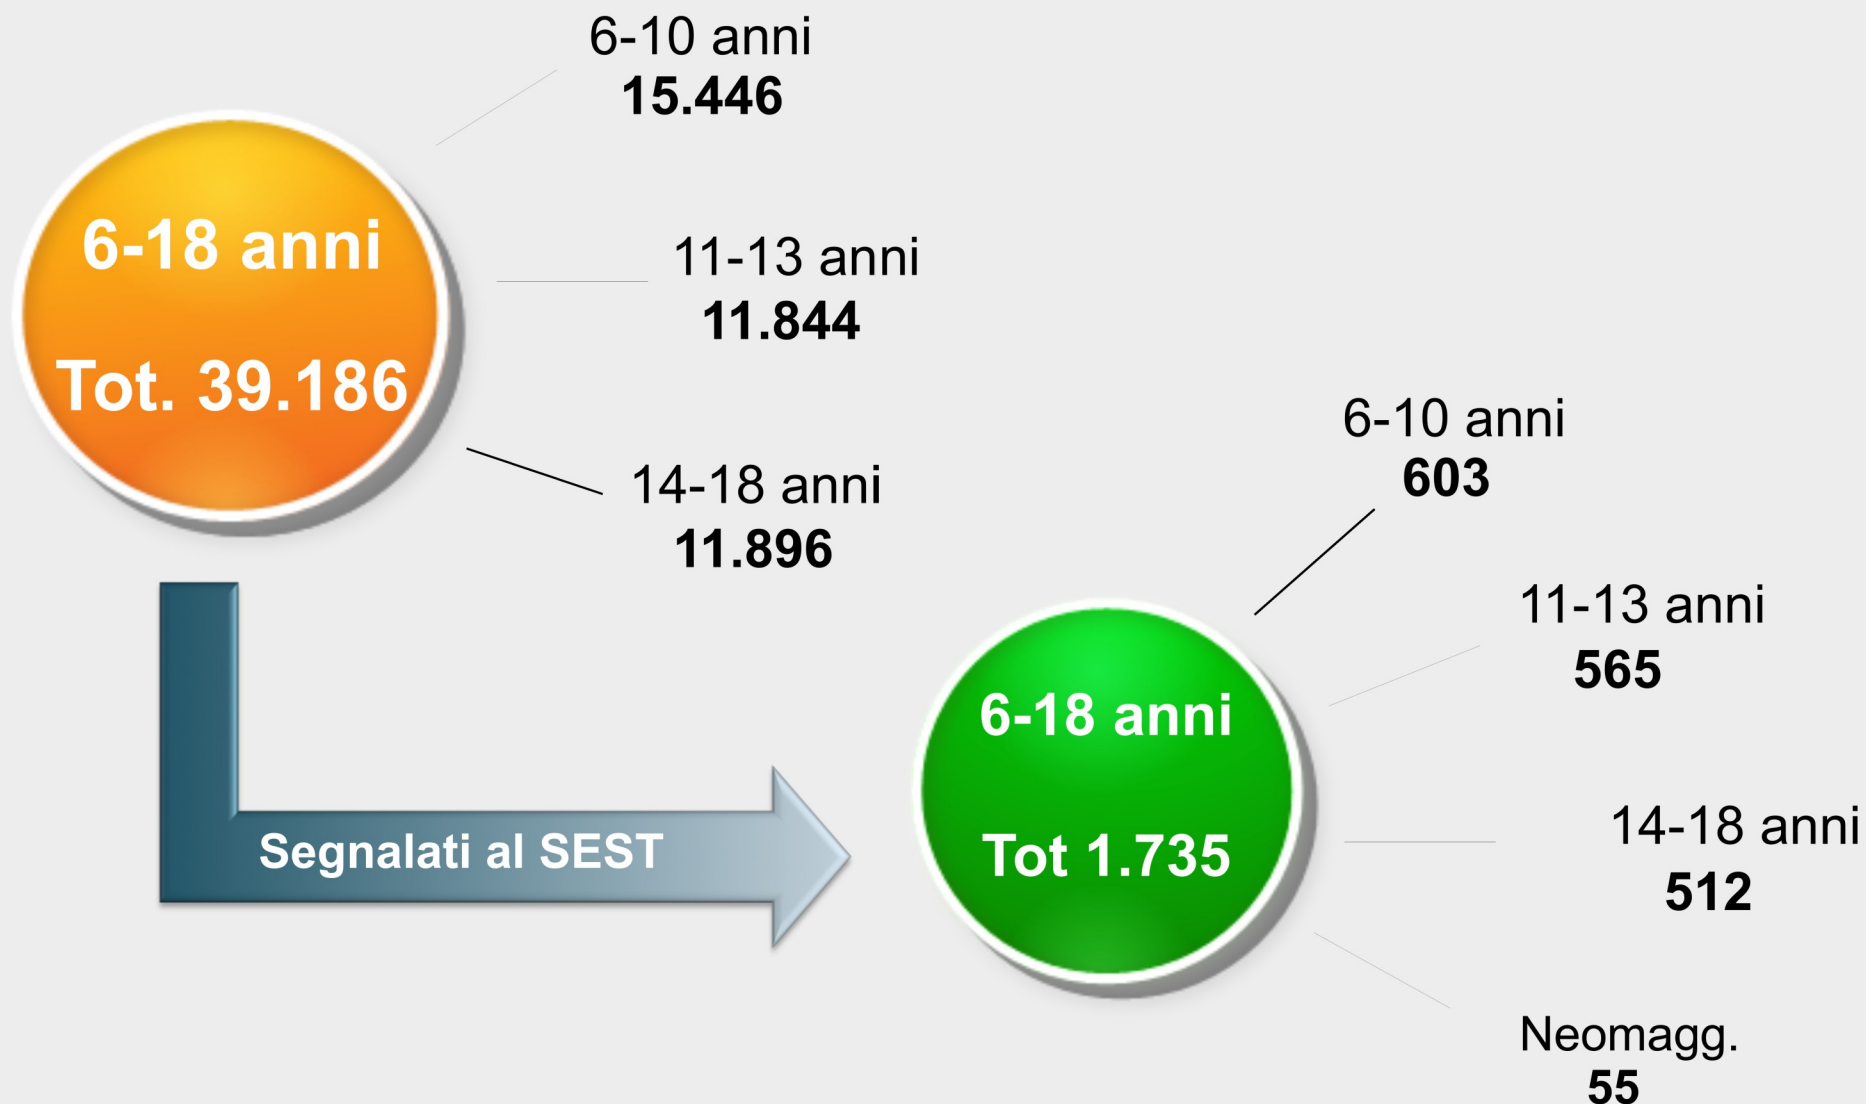 6-10 anni
15.446
6-18 anni
Tot. 39.186
11-13 anni
11.844
14-18 anni
11.896
Segnalati al SEST
6-18 anni
Tot 1.735
6-10 anni
603
11-13 anni
565
14-18 anni
512
Neomagg.
55